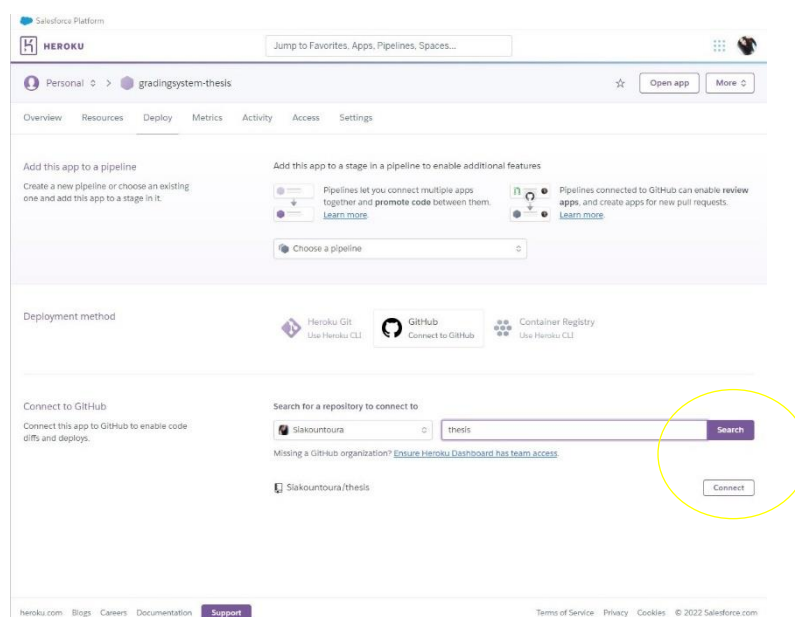 Salesforce Platform
HEROKU
Jump to Favorites, Apps, Pipelines, Spaces...
Personal > gradingsystem-thesis
Open app
More
Overview Resources Deploy Metrics Activity Access Settings
Add this app to a pipeline
Create a new pipeline or choose an existing
one and add this app to a stage in it.
Add this app to a stage in a pipeline to enable additional features
Pipelines let you connect multiple apps
together and promote code between them.
Learn more.
Pipelines connected to GitHub can enable review
apps, and create apps for new pull requests.
Learn more.
Choose a pipeline
Deployment method
Heroku Git
Use Heroku CLI
GitHub
Connect to GitHub
Container Registry
Use Heroku CLI
Connect to GitHub
Connect this app to GitHub to enable code
diffs and deploys.
Search for a repository to connect to
Slakountoura
thesis
Search
Missing a GitHub organization? Ensure Heroku Dashboard has team access.
Slakountoura/thesis
Connect
heroku.com Blogs Careers Documentation Support
Terms of Service Privacy Cookies © 2022 Salesforce.com